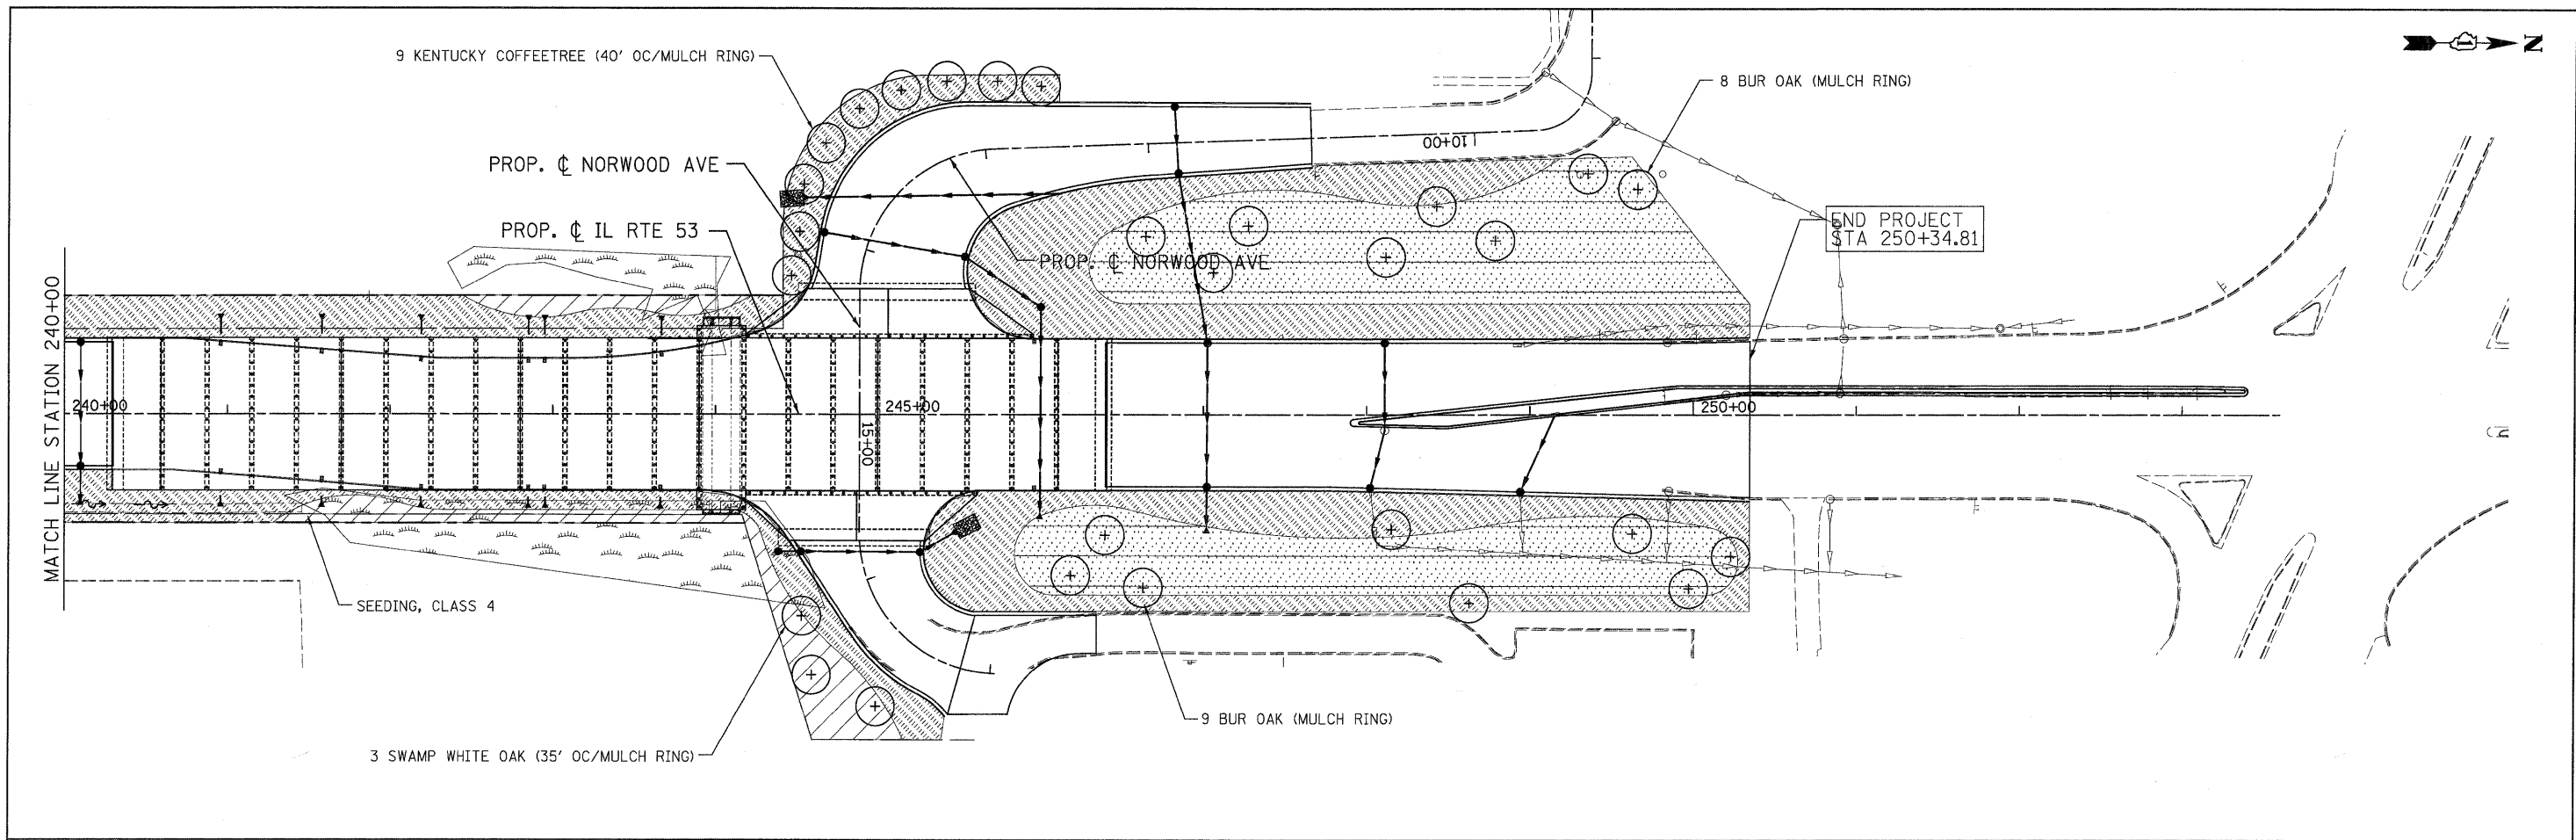 9 KENTUCKY COFFEETREE (40' OC/MULCH RING)
N
8 BUR OAK (MULCH RING)
PROP. ℄ NORWOOD AVE
110+00
PROP. ℄ IL RTE 53
END PROJECT
STA 250+34.81
PROP. ℄ NORWOOD AVE
MATCH LINE STATION 240+00
240+00
245+00
250+00
15+00
SEEDING, CLASS 4
9 BUR OAK (MULCH RING)
3 SWAMP WHITE OAK (35' OC/MULCH RING)